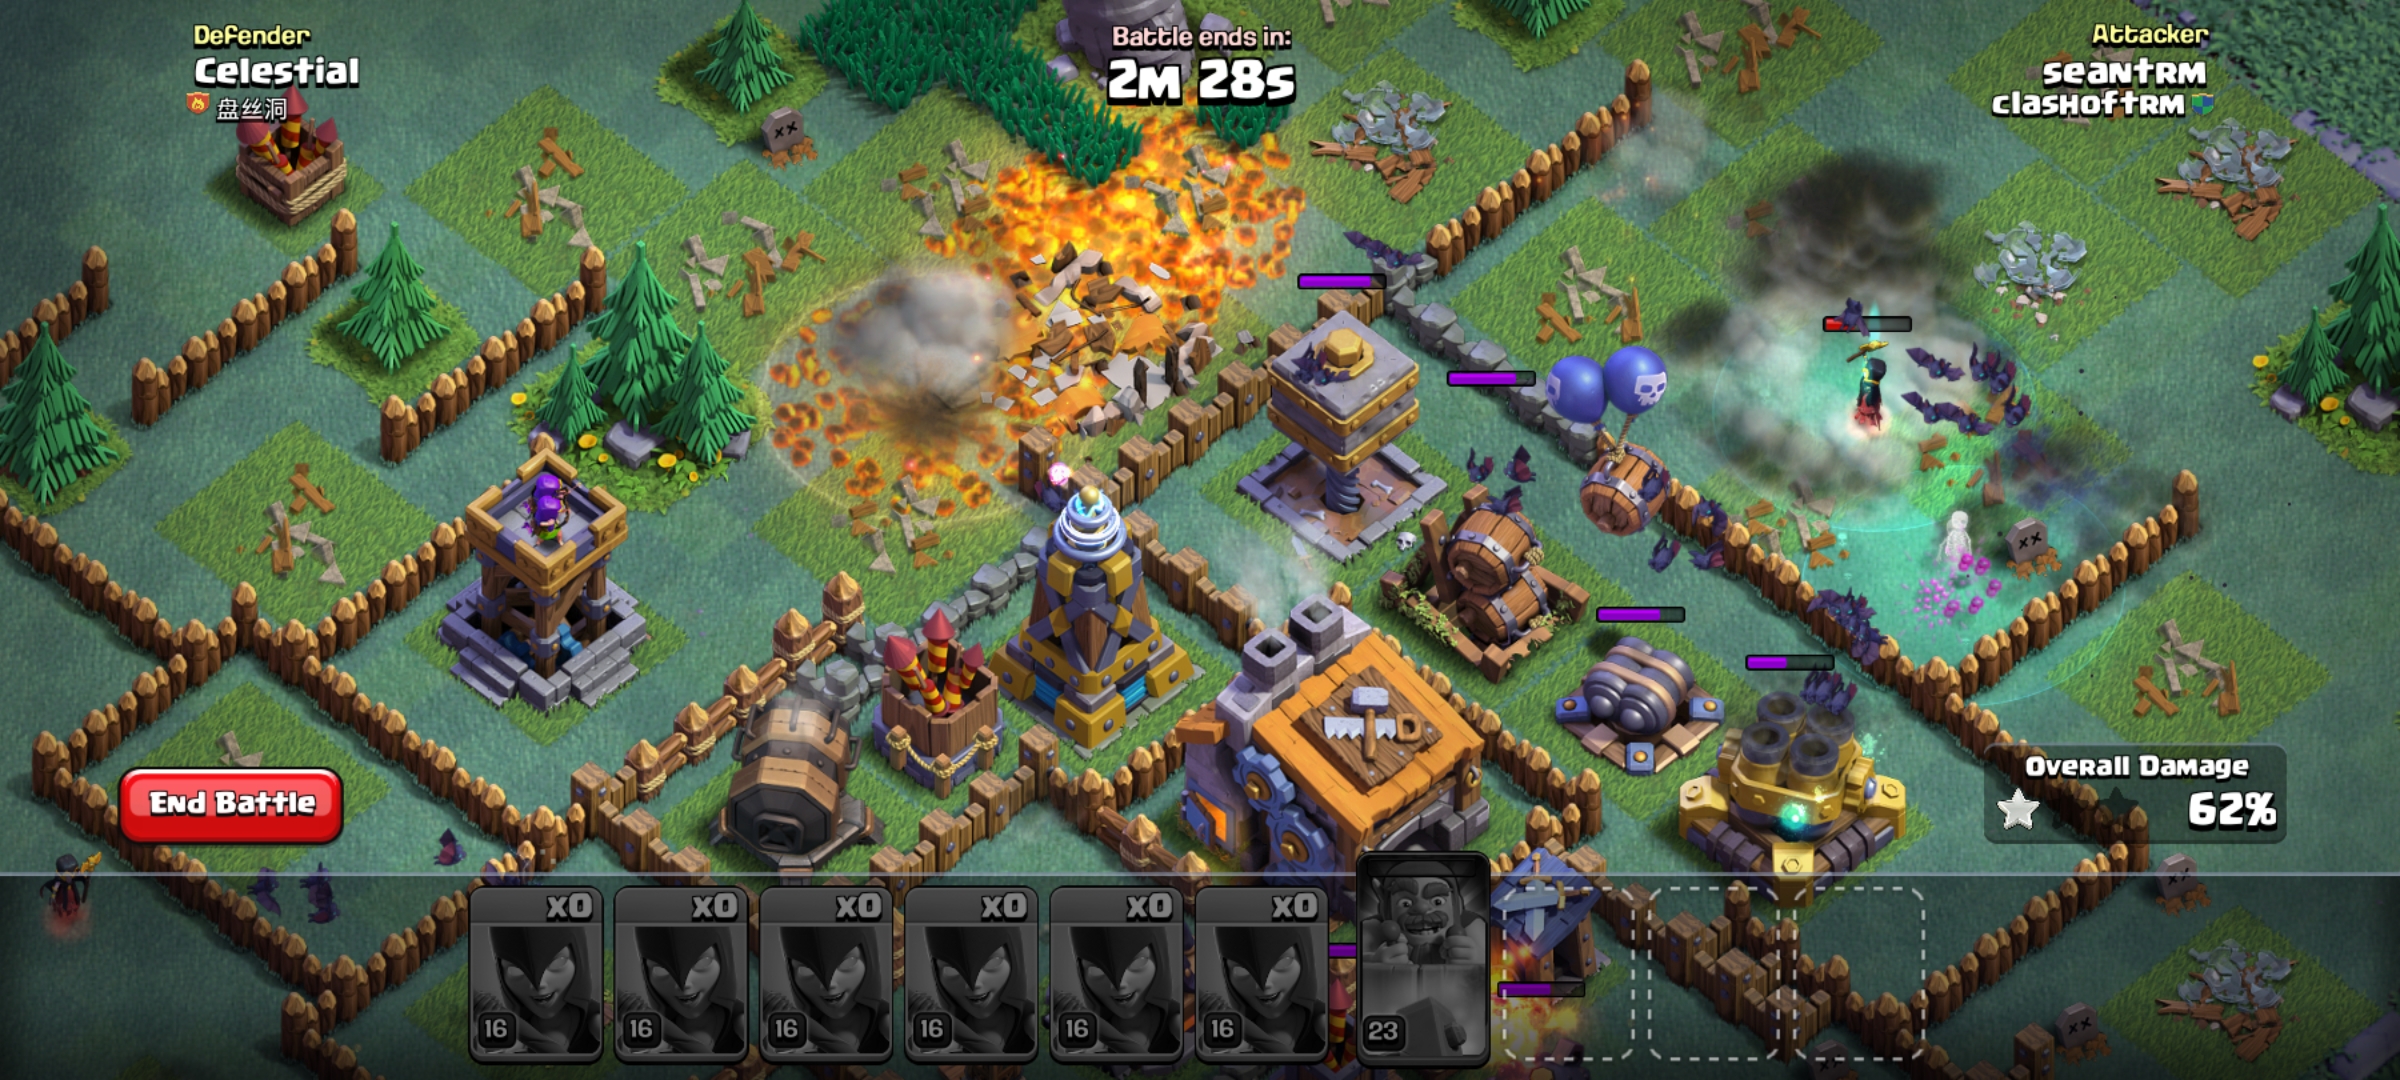 Defender
Celestial
盘丝洞
Battle ends in:
2M 28s
Attacker
seantRM
clashoftRM
End Battle
Overall Damage
62%
x0
x0
x0
x0
x0
x0
16
16
16
16
16
16
23